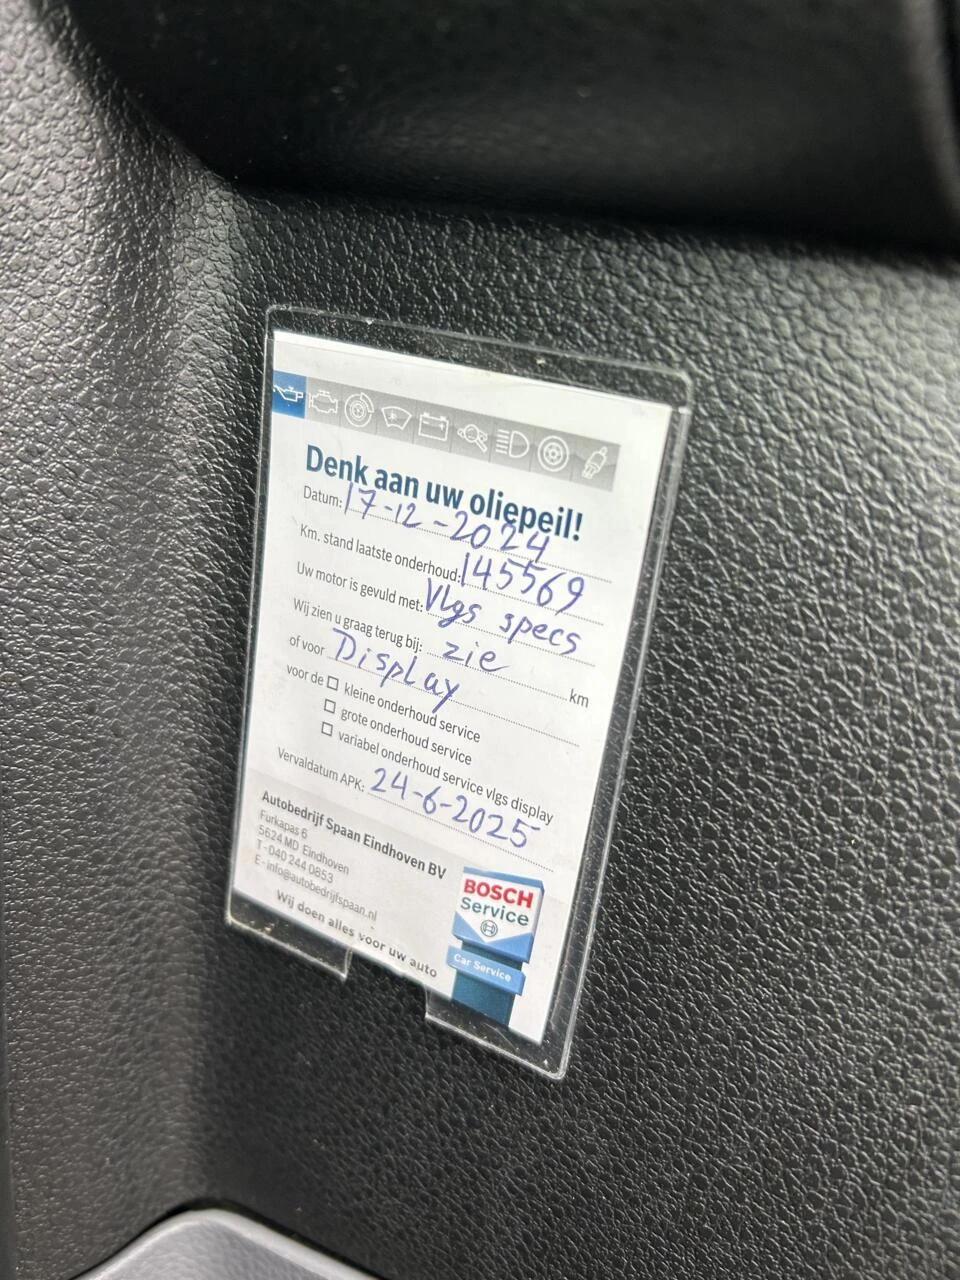 Denk aan uw oliepeil!
Datum: 17-12-2024
Km. stand laatste onderhoud: 145569
Uw motor is gevuld met: Vlgs specs
Wij zien u graag terug bij: zie km
of voor Display
voor de kleine onderhoud service
grote onderhoud service
variabel onderhoud service vlgs display
Vervaldatum APK: 24-6-2025
Autobedrijf Spaan Eindhoven BV
Furkapas 6
5624 MD Eindhoven
T - 040 244 0853
E - info@autobedrijfspaan.nl
Wij doen alles voor uw auto
BOSCH
Service
Car Service